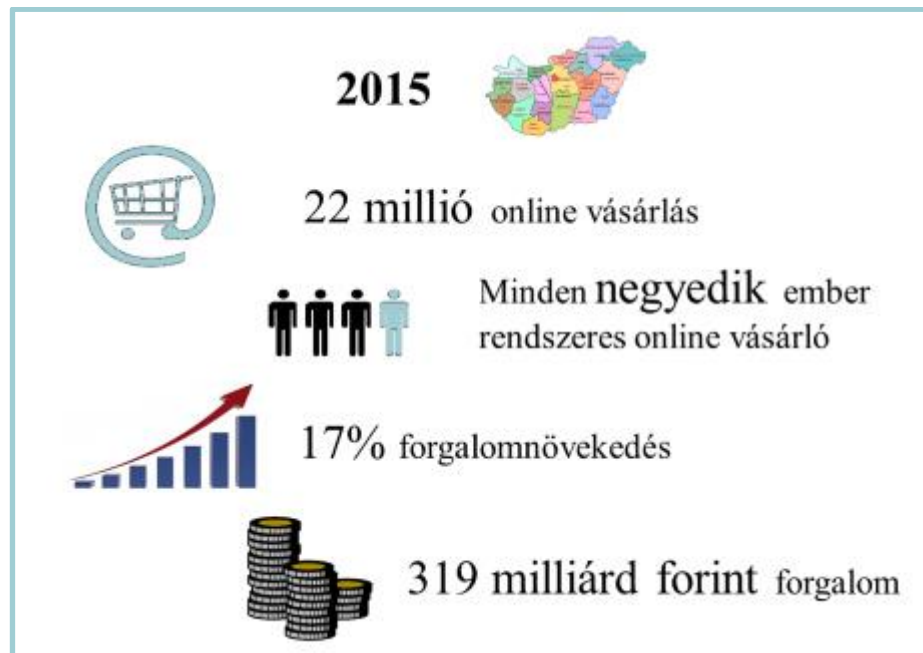 2015
22 millió online vásárlás
Minden negyedik ember
rendszeres online vásárló
17% forgalomnövekedés
319 milliárd forint forgalom